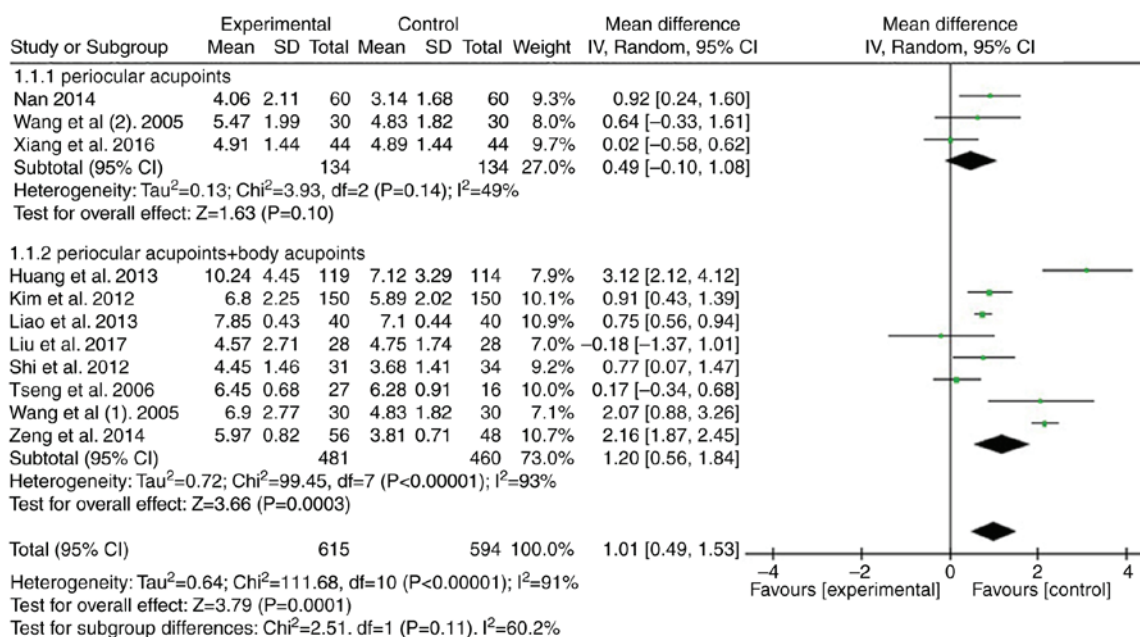 Experimental Control Mean difference Mean difference
Study or Subgroup Mean SD Total Mean SD Total Weight IV, Random, 95% CI IV, Random, 95% CI
1.1.1 periocular acupoints
Nan 2014 4.06 2.11 60 3.14 1.68 60 9.3% 0.92 [0.24, 1.60]
Wang et al (2). 2005 5.47 1.99 30 4.83 1.82 30 8.0% 0.64 [−0.33, 1.61]
Xiang et al. 2016 4.91 1.44 44 4.89 1.44 44 9.7% 0.02 [−0.58, 0.62]
Subtotal (95% CI) 134 134 27.0% 0.49 [−0.10, 1.08]
Heterogeneity: Tau²=0.13; Chi²=3.93, df=2 (P=0.14); I²=49%
Test for overall effect: Z=1.63 (P=0.10)
1.1.2 periocular acupoints+body acupoints
Huang et al. 2013 10.24 4.45 119 7.12 3.29 114 7.9% 3.12 [2.12, 4.12]
Kim et al. 2012 6.8 2.25 150 5.89 2.02 150 10.1% 0.91 [0.43, 1.39]
Liao et al. 2013 7.85 0.43 40 7.1 0.44 40 10.9% 0.75 [0.56, 0.94]
Liu et al. 2017 4.57 2.71 28 4.75 1.74 28 7.0% −0.18 [−1.37, 1.01]
Shi et al. 2012 4.45 1.46 31 3.68 1.41 34 9.2% 0.77 [0.07, 1.47]
Tseng et al. 2006 6.45 0.68 27 6.28 0.91 16 10.0% 0.17 [−0.34, 0.68]
Wang et al (1). 2005 6.9 2.77 30 4.83 1.82 30 7.1% 2.07 [0.88, 3.26]
Zeng et al. 2014 5.97 0.82 56 3.81 0.71 48 10.7% 2.16 [1.87, 2.45]
Subtotal (95% CI) 481 460 73.0% 1.20 [0.56, 1.84]
Heterogeneity: Tau²=0.72; Chi²=99.45, df=7 (P<0.00001); I²=93%
Test for overall effect: Z=3.66 (P=0.0003)
Total (95% CI) 615 594 100.0% 1.01 [0.49, 1.53]
Heterogeneity: Tau²=0.64; Chi²=111.68, df=10 (P<0.00001); I²=91%
Test for overall effect: Z=3.79 (P=0.0001)
Test for subgroup differences: Chi²=2.51. df=1 (P=0.11). I²=60.2%
−4 −2 0 2 4
Favours [experimental] Favours [control]